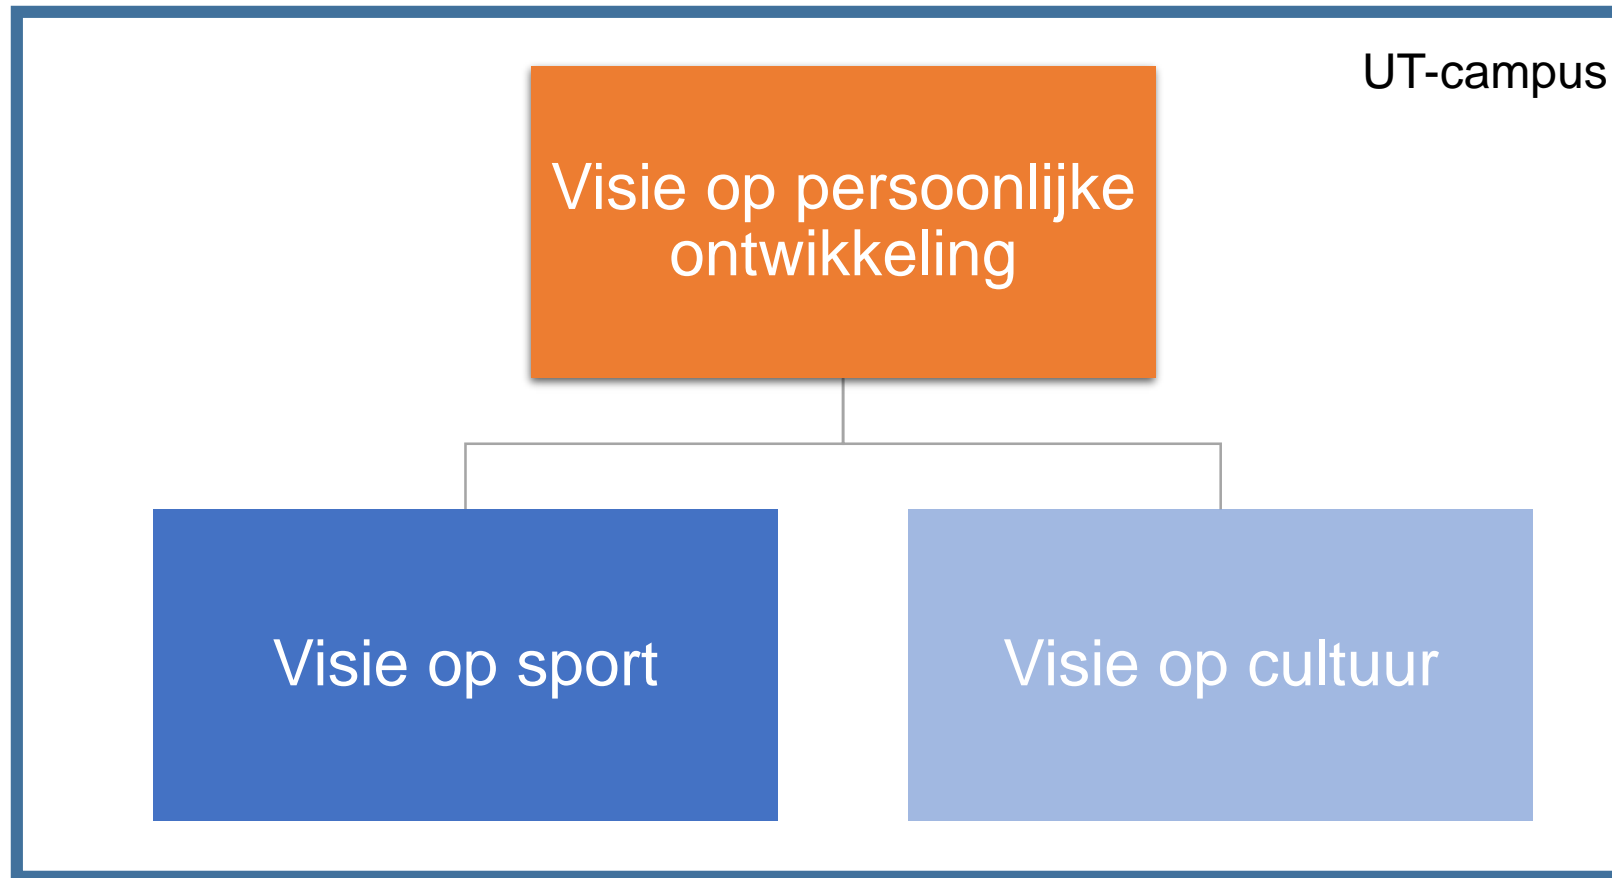 UT-campus
Visie op persoonlijke
ontwikkeling
Visie op sport
Visie op cultuur